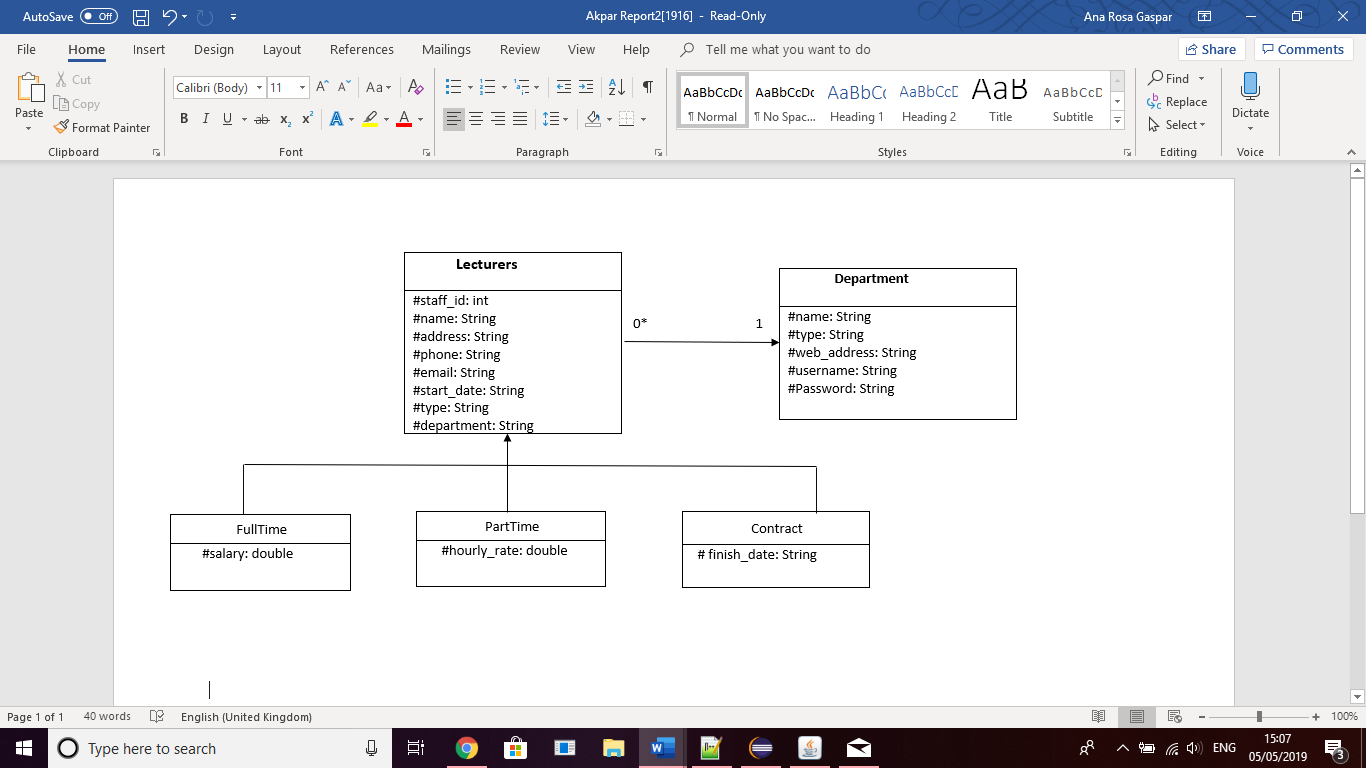 AutoSave Off
Akpar Report2[1916] - Read-Only
Ana Rosa Gaspar
File Home Insert Design Layout References Mailings Review View Help Tell me what you want to do Share Comments
Paste
Cut
Copy
Format Painter
Clipboard
Calibri (Body) 11
Aa
B I U ab x₂ x² A A
Font
Paragraph
AaBbCcDc AaBbCcDc AaBbCc AaBbCcE AaB AaBbCcD
¶ Normal ¶ No Spac... Heading 1 Heading 2 Title Subtitle
Styles
Find
Replace
Select
Editing
Dictate
Voice
Lecturers
#staff_id: int
#name: String
#address: String
#phone: String
#email: String
#start_date: String
#type: String
#department: String
0* 1
Department
#name: String
#type: String
#web_address: String
#username: String
#Password: String
FullTime
#salary: double
PartTime
#hourly_rate: double
Contract
# finish_date: String
Page 1 of 1 40 words English (United Kingdom) 100%
Type here to search
ENG
15:07
05/05/2019
3